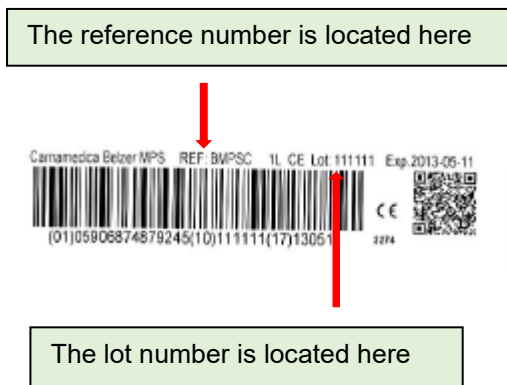 The reference number is located here
Carnamedica Belzer MPS REF: BMPSC 1L CE Lot: 111111 Exp. 2013-05-11
CE
(01)05906874879245(10)111111(17)13051
2274
The lot number is located here